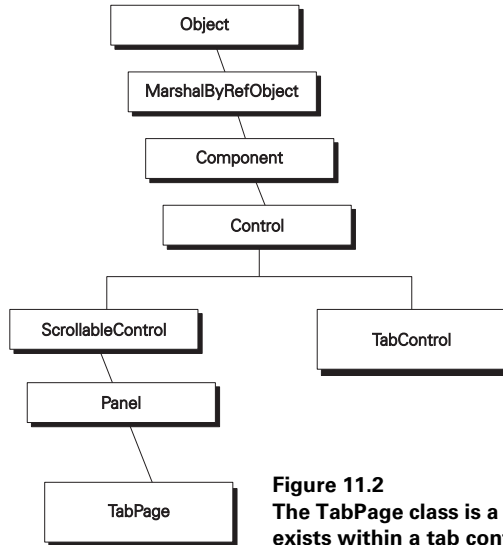 Object
MarshalByRefObject
Component
Control
ScrollableControl
TabControl
Panel
TabPage
Figure 11.2
The TabPage class is a
exists within a tab con